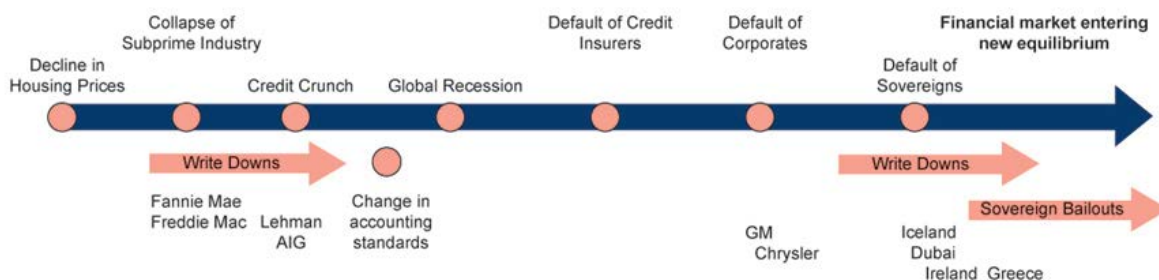 Collapse of
Subprime Industry
Default of Credit
Insurers
Default of
Corporates
Financial market entering
new equilibrium
Decline in
Housing Prices
Credit Crunch
Global Recession
Default of
Sovereigns
Write Downs
Write Downs
Fannie Mae
Freddie Mac
Lehman
AIG
Change in
accounting
standards
Sovereign Bailouts
GM
Chrysler
Iceland
Dubai
Ireland Greece